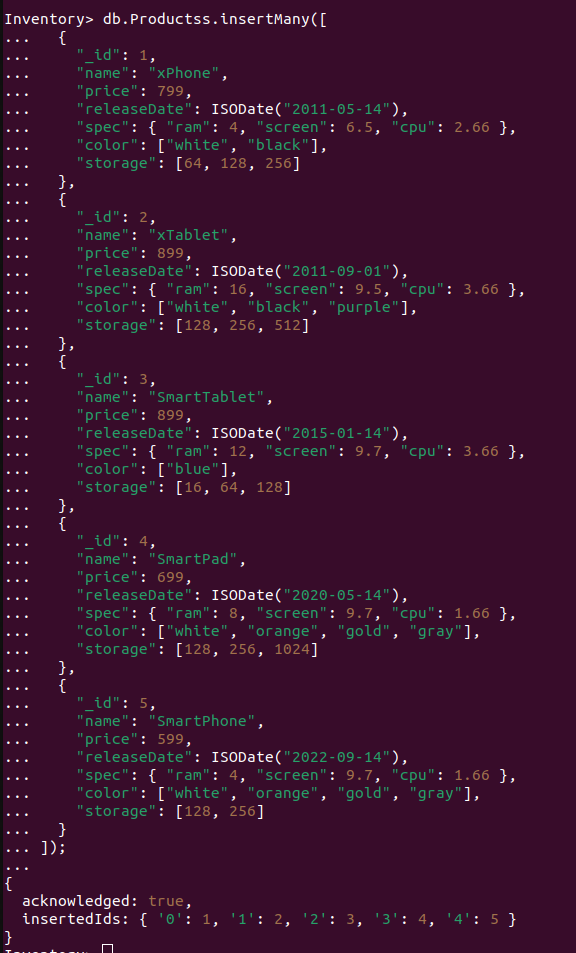 Inventory> db.Productss.insertMany([
...   {
...     "_id": 1,
...     "name": "xPhone",
...     "price": 799,
...     "releaseDate": ISODate("2011-05-14"),
...     "spec": { "ram": 4, "screen": 6.5, "cpu": 2.66 },
...     "color": ["white", "black"],
...     "storage": [64, 128, 256]
...   },
...   {
...     "_id": 2,
...     "name": "xTablet",
...     "price": 899,
...     "releaseDate": ISODate("2011-09-01"),
...     "spec": { "ram": 16, "screen": 9.5, "cpu": 3.66 },
...     "color": ["white", "black", "purple"],
...     "storage": [128, 256, 512]
...   },
...   {
...     "_id": 3,
...     "name": "SmartTablet",
...     "price": 899,
...     "releaseDate": ISODate("2015-01-14"),
...     "spec": { "ram": 12, "screen": 9.7, "cpu": 3.66 },
...     "color": ["blue"],
...     "storage": [16, 64, 128]
...   },
...   {
...     "_id": 4,
...     "name": "SmartPad",
...     "price": 699,
...     "releaseDate": ISODate("2020-05-14"),
...     "spec": { "ram": 8, "screen": 9.7, "cpu": 1.66 },
...     "color": ["white", "orange", "gold", "gray"],
...     "storage": [128, 256, 1024]
...   },
...   {
...     "_id": 5,
...     "name": "SmartPhone",
...     "price": 599,
...     "releaseDate": ISODate("2022-09-14"),
...     "spec": { "ram": 4, "screen": 9.7, "cpu": 1.66 },
...     "color": ["white", "orange", "gold", "gray"],
...     "storage": [128, 256]
...   }
... ]);
...
{
  acknowledged: true,
  insertedIds: { '0': 1, '1': 2, '2': 3, '3': 4, '4': 5 }
}
Inventory>